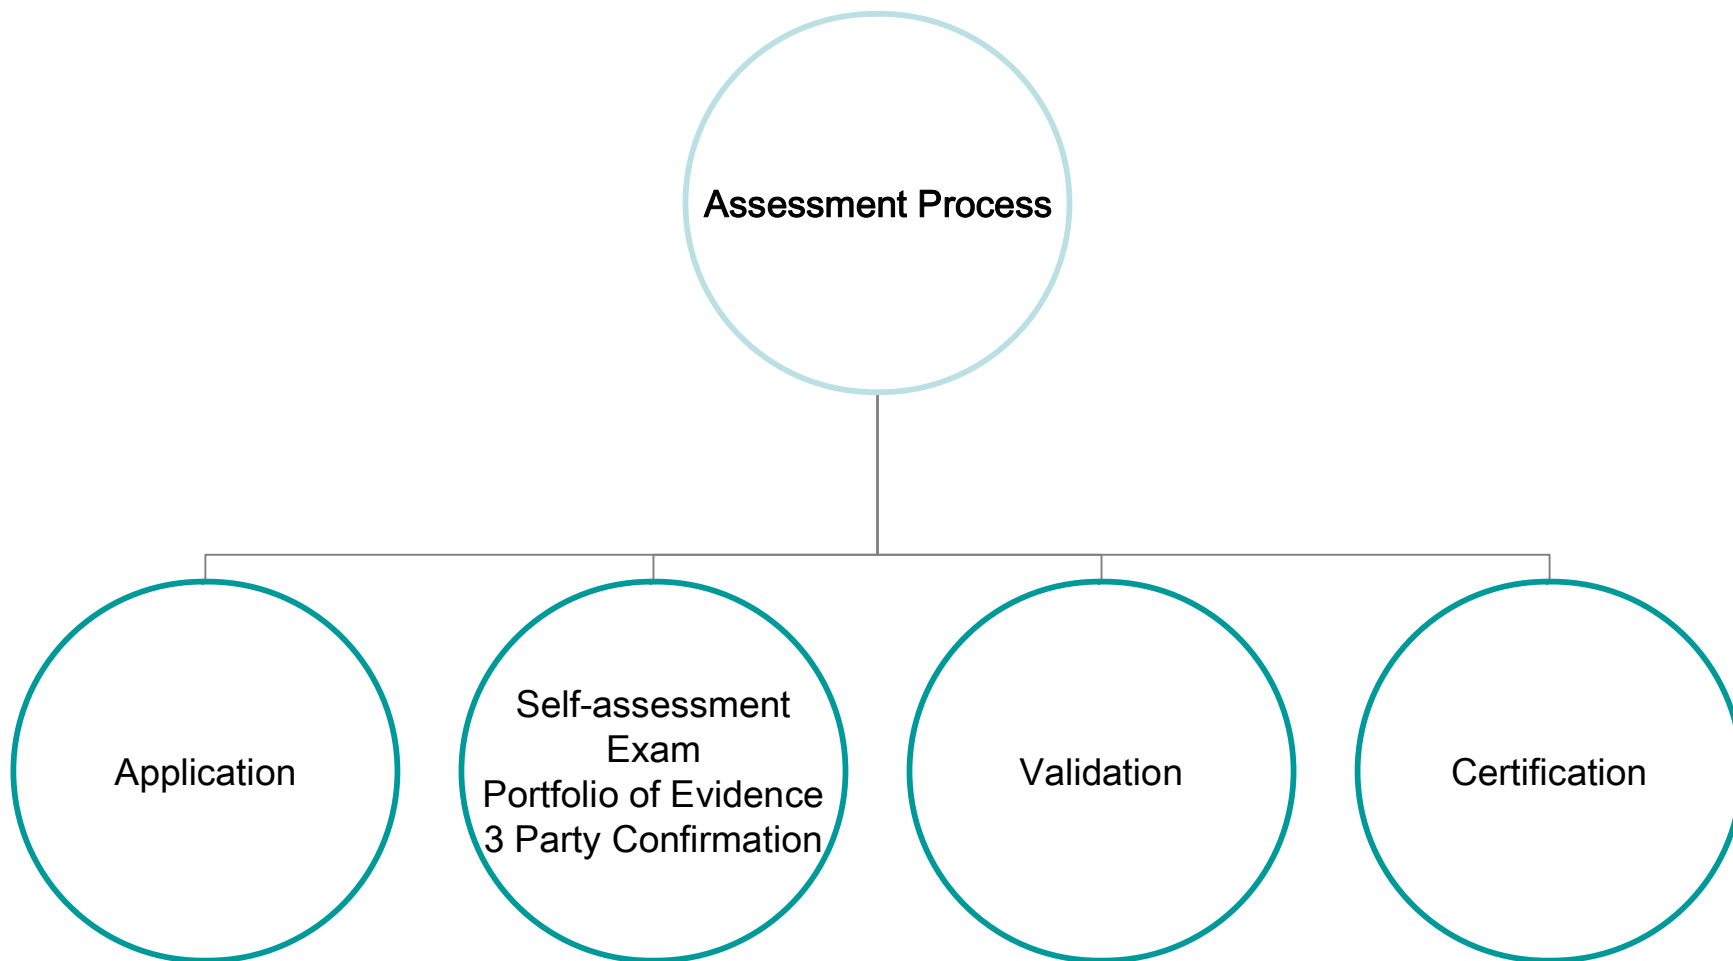 Assessment Process
Application
Self-assessment
Exam
Portfolio of Evidence
3 Party Confirmation
Validation
Certification